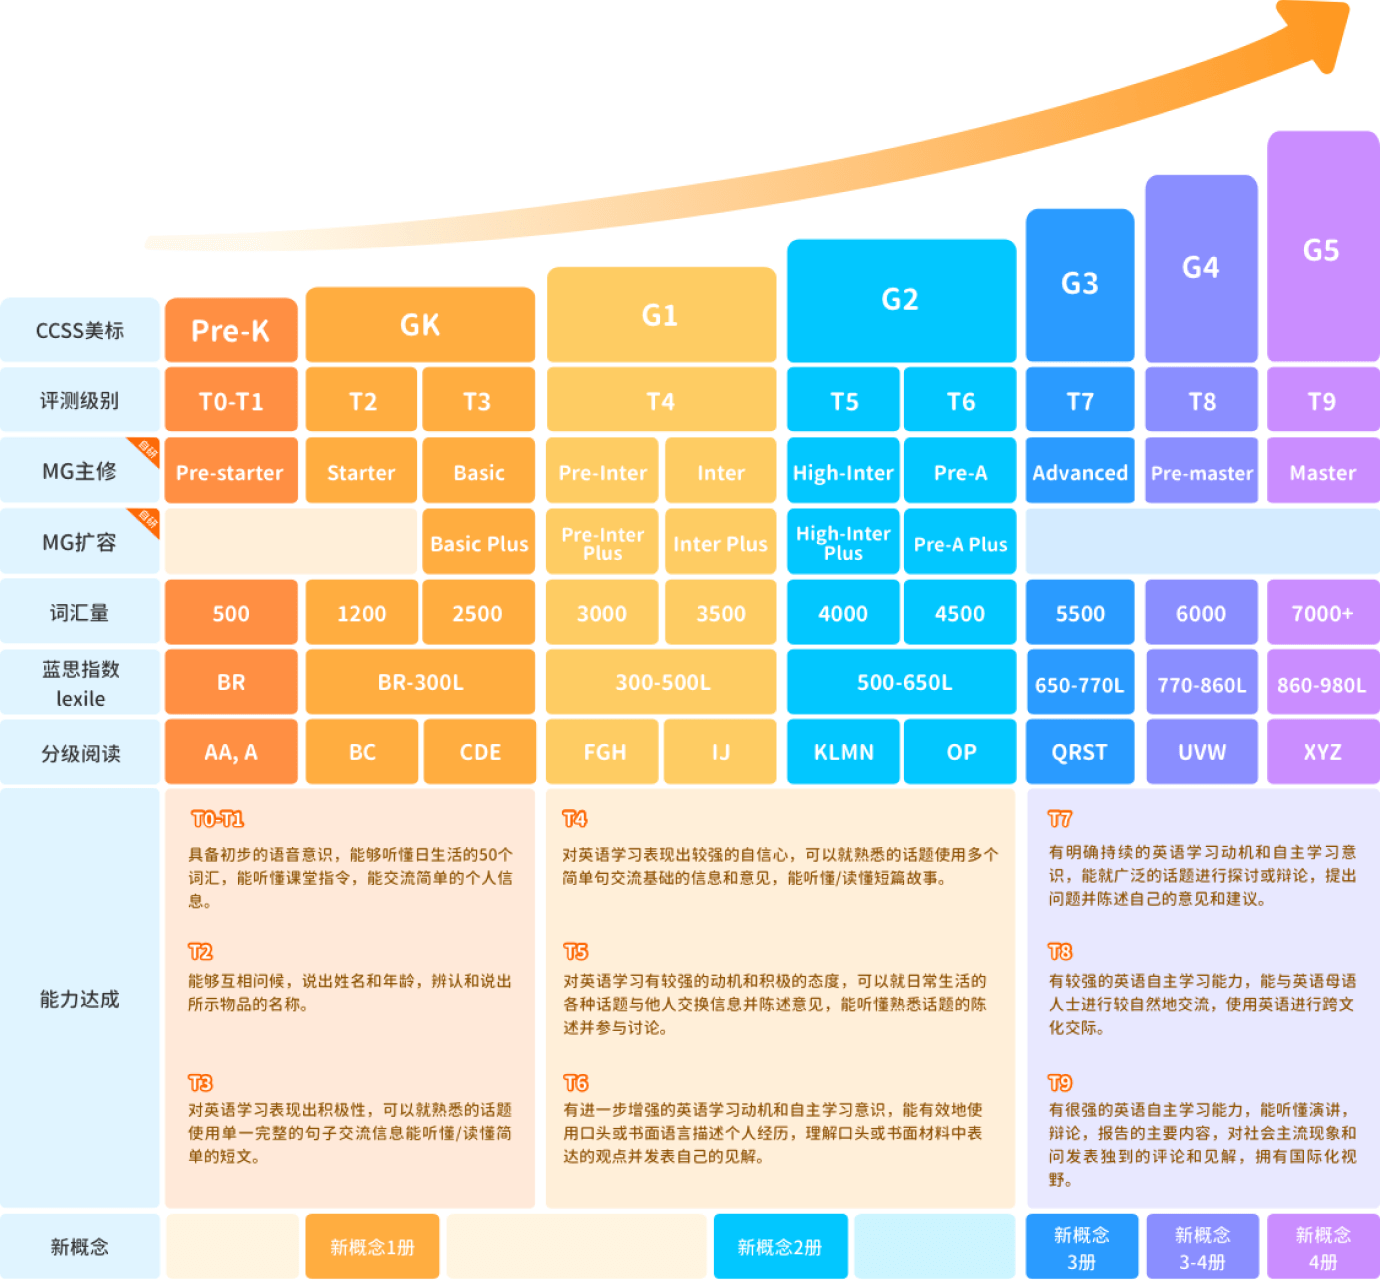 CCSS美标
Pre-K
GK
G1
G2
G3
G4
G5
评测级别
T0-T1
T2
T3
T4
T5
T6
T7
T8
T9
MG主修
自研
Pre-starter
Starter
Basic
Pre-Inter
Inter
High-Inter
Pre-A
Advanced
Pre-master
Master
MG扩容
自研
Basic Plus
Pre-Inter
Plus
Inter Plus
High-Inter
Plus
Pre-A Plus
词汇量
500
1200
2500
3000
3500
4000
4500
5500
6000
7000+
蓝思指数
lexile
BR
BR-300L
300-500L
500-650L
650-770L
770-860L
860-980L
分级阅读
AA, A
BC
CDE
FGH
IJ
KLMN
OP
QRST
UVW
XYZ
能力达成
T0-T1
具备初步的语音意识，能够听懂日生活的50个
词汇，能听懂课堂指令，能交流简单的个人信
息。
T2
能够互相问候，说出姓名和年龄，辨认和说出
所示物品的名称。
T3
对英语学习表现出积极性，可以就熟悉的话题
使用单一完整的句子交流信息能听懂/读懂简
单的短文。
T4
对英语学习表现出较强的自信心，可以就熟悉的话题使用多个
简单句交流基础的信息和意见，能听懂/读懂短篇故事。
T5
对英语学习有较强的动机和积极的态度，可以就日常生活的
各种话题与他人交换信息并陈述意见，能听懂熟悉话题的陈
述并参与讨论。
T6
有进一步增强的英语学习动机和自主学习意识，能有效地使
用口头或书面语言描述个人经历，理解口头或书面材料中表
达的观点并发表自己的见解。
T7
有明确持续的英语学习动机和自主学习意
识，能就广泛的话题进行探讨或辩论，提出
问题并陈述自己的意见和建议。
T8
有较强的英语自主学习能力，能与英语母语
人士进行较自然地交流，使用英语进行跨文
化交际。
T9
有很强的英语自主学习能力，能听懂演讲，
辩论，报告的主要内容，对社会主流现象和
问发表独到的评论和见解，拥有国际化视
野。
新概念
新概念1册
新概念2册
新概念
3册
新概念
3-4册
新概念
4册